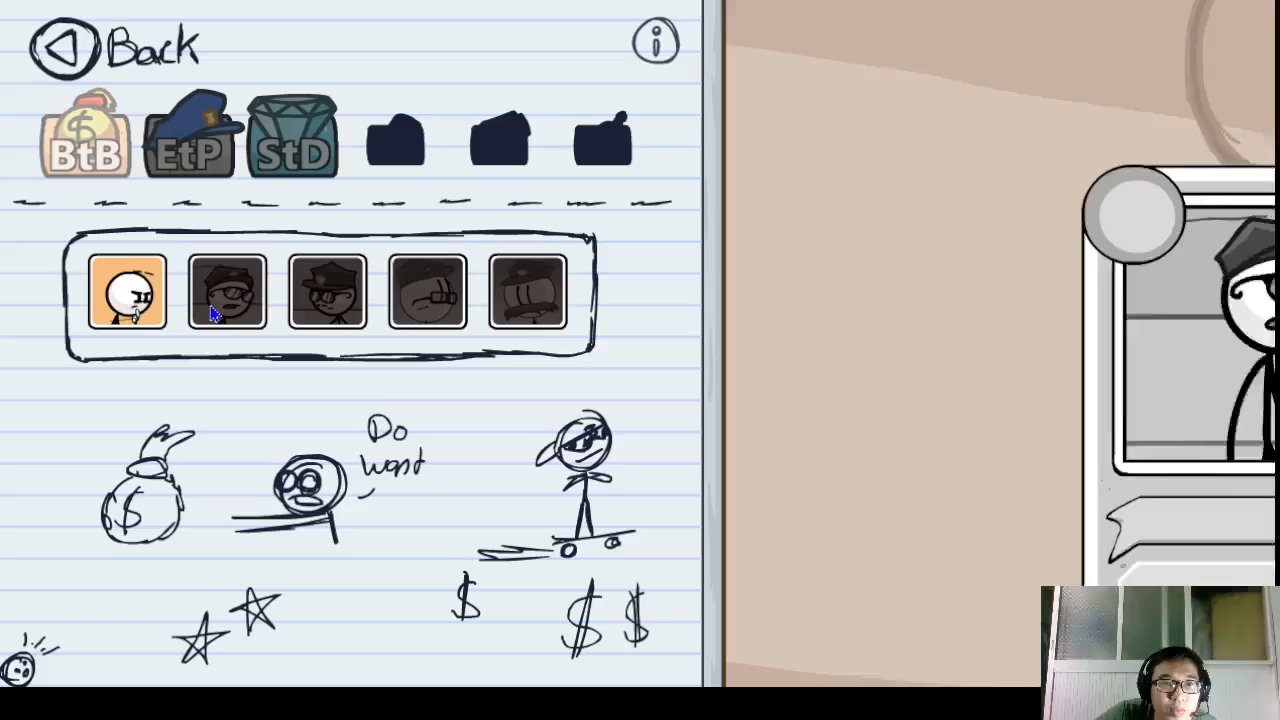 Back i
BtB EtP StD
Do
want
$
$ $ $